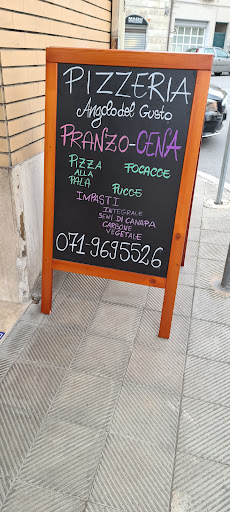 PIZZERIA
Angolo del Gusto
PRANZO-CENA
PIZZA ALLA PALA
FOCACCE
PUCCE
IMPASTI
INTEGRALE
SEMI DI CANAPA
CARBONE
VEGETALE
071-9695526